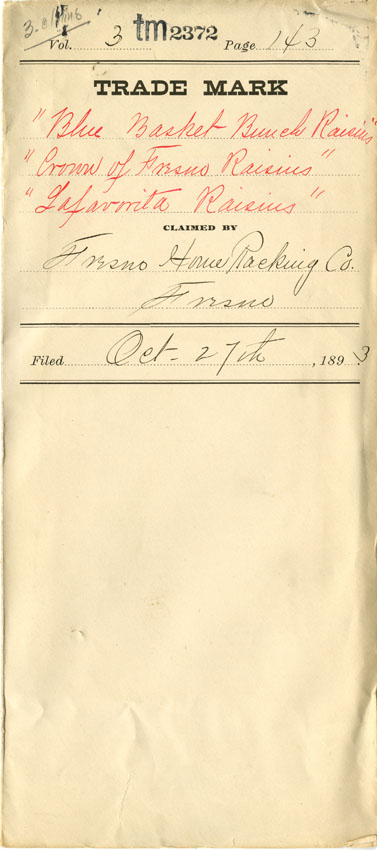 Vol. 3 tm2372 Page 143
TRADE MARK
"Blue Basket Bunch Raisins"
"Crown of Fresno Raisins"
"Lafavorita Raisins"
CLAIMED BY
Fresno Home Packing Co.
Fresno
Filed Oct- 27th, 1893